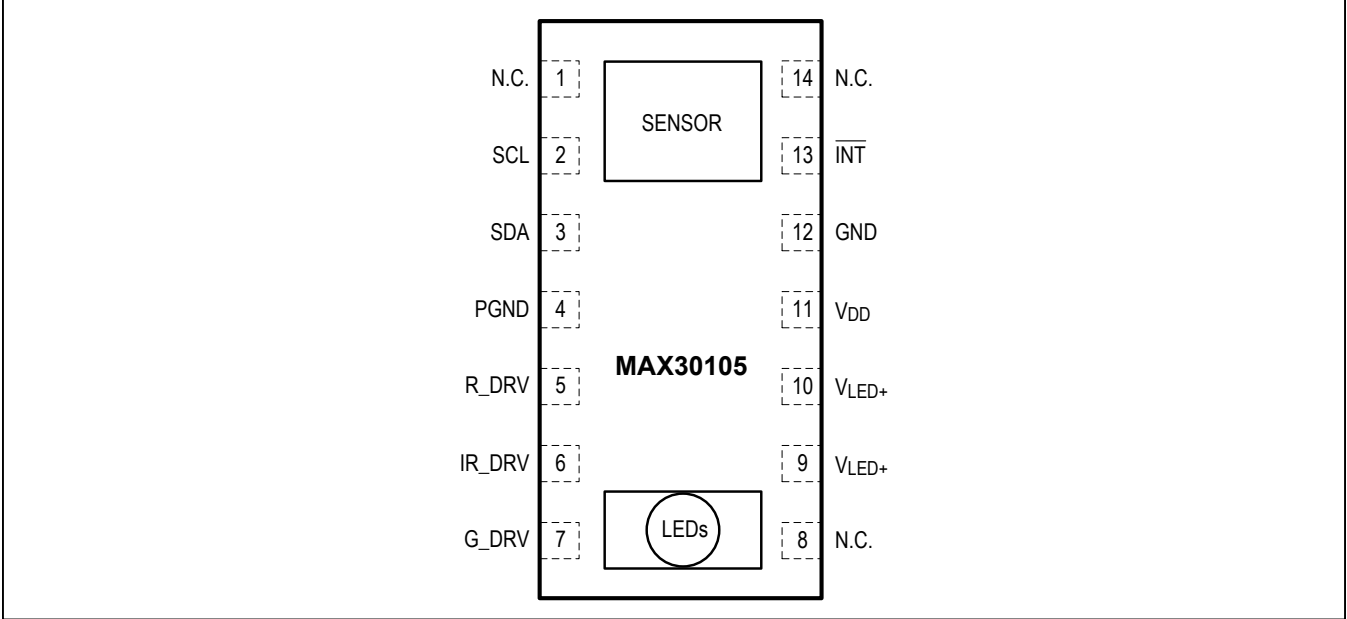 N.C. 1 SENSOR 14 N.C.
SCL 2 13 INT
SDA 3 12 GND
PGND 4 11 VDD
MAX30105
R_DRV 5 10 VLED+
IR_DRV 6 9 VLED+
G_DRV 7 LEDs 8 N.C.